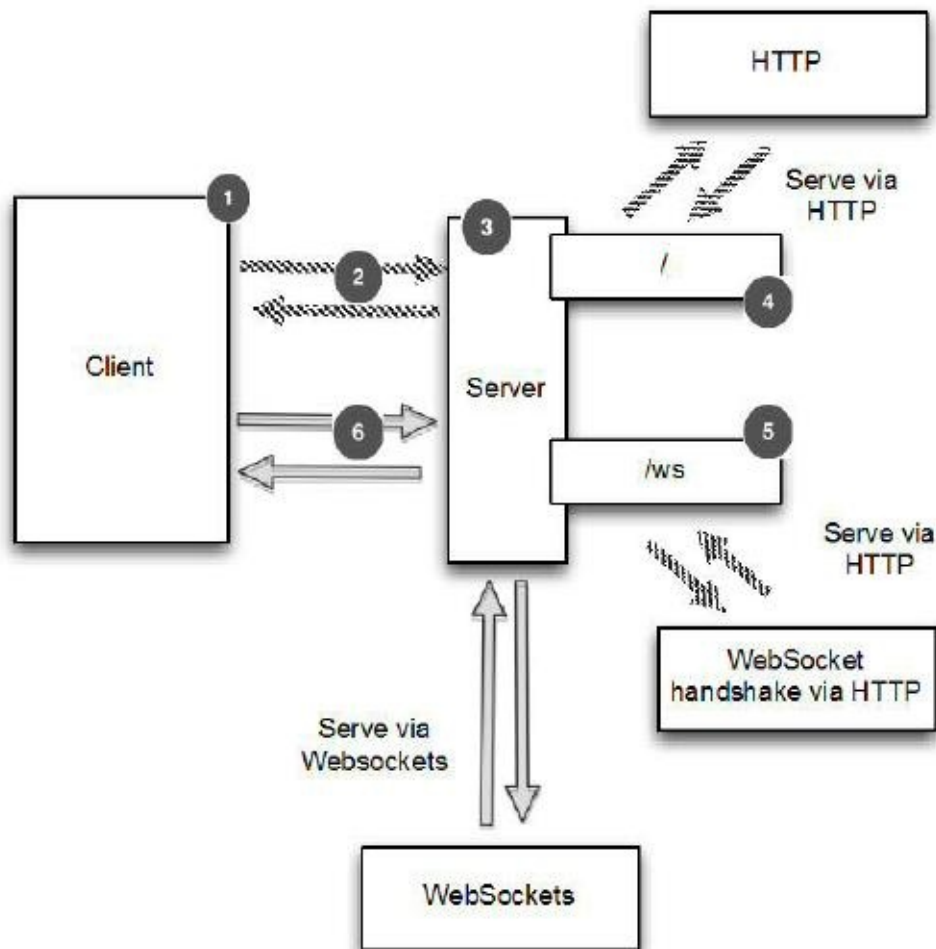 HTTP
Serve via
HTTP
1
3
/
2
4
Client
Server
6
5
/ws
Serve via
HTTP
WebSocket
handshake via HTTP
Serve via
Websockets
WebSockets